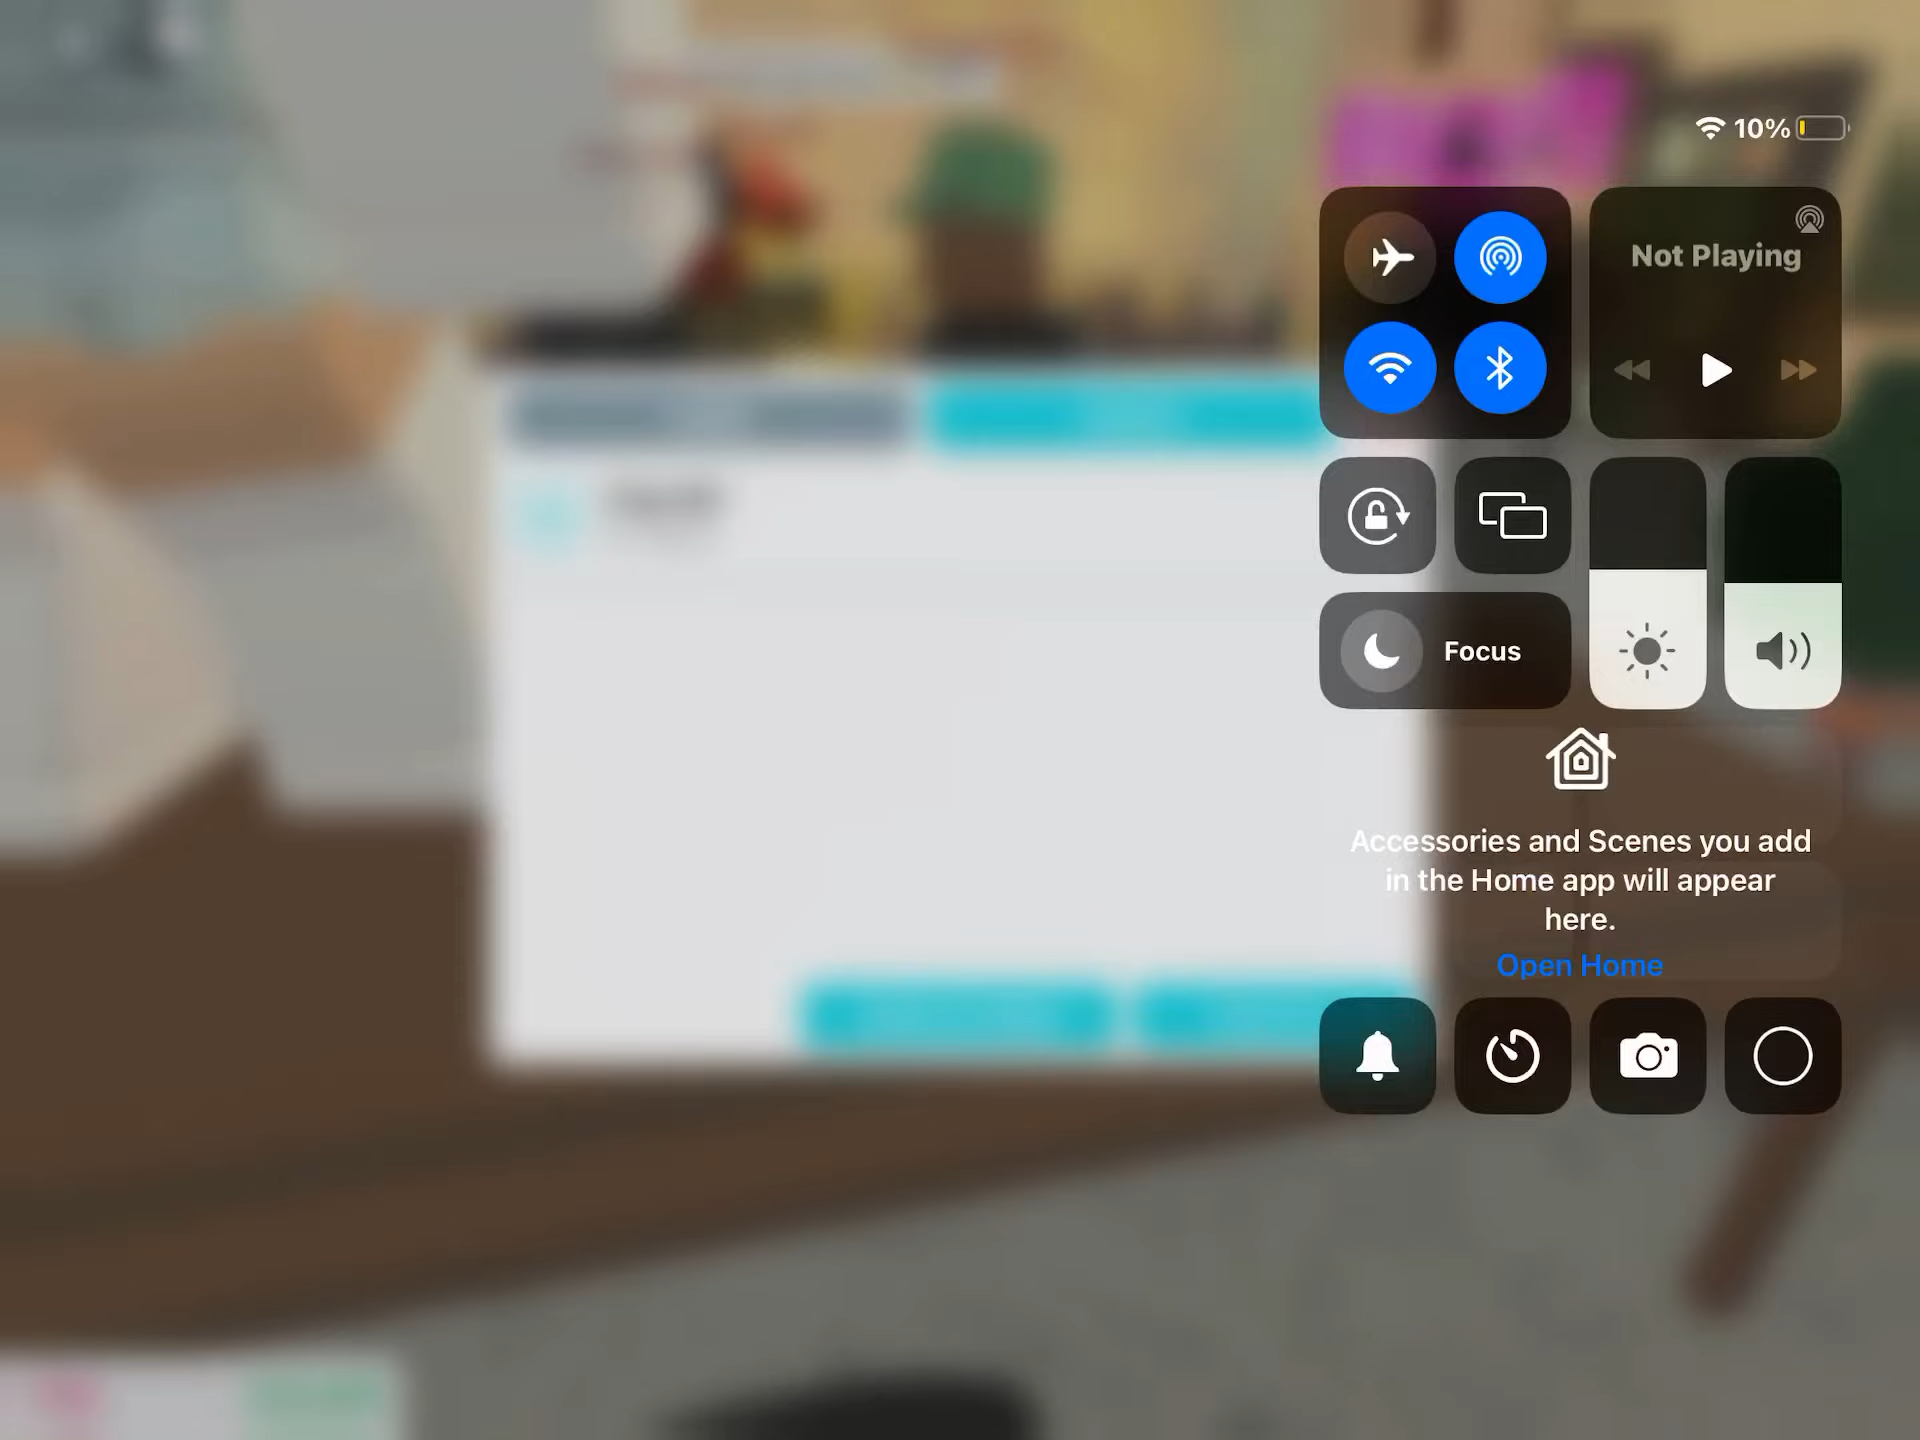 10%
Not Playing
Focus
Accessories and Scenes you add
in the Home app will appear
here.
Open Home